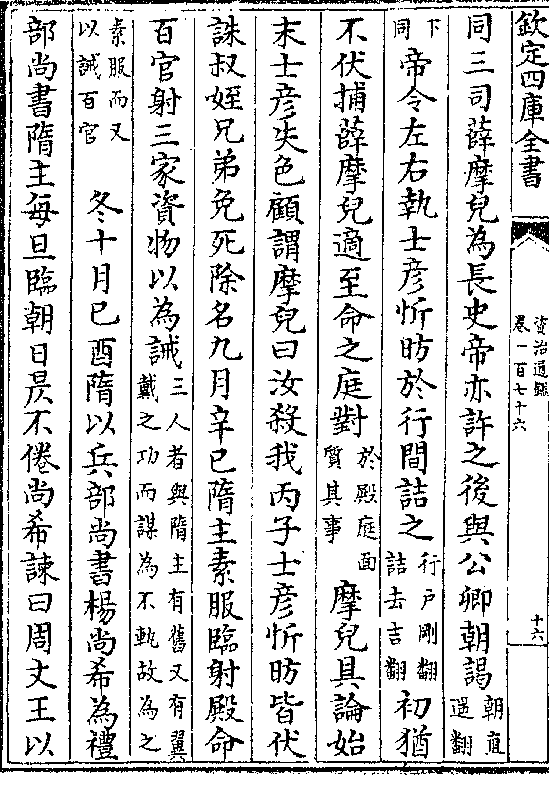 欽定四庫全書
資治通鑑
卷一百七十六
十六
同三司薛摩兒為長史帝亦許之後與公卿朝謁朝直遥翻
下同帝令左右執士彦忻昉於行間詰之行户剛翻詰去吉翻初猶
不伏捕薛摩兒適至命之庭對於殿庭面質其事摩兒具論始
末士彦失色顧謂摩兒曰汝殺我丙子士彦忻昉皆伏
誅叔姪兄弟免死除名九月辛巳隋主素服臨射殿命
百官射三家資物以為誡三人者與隋主有舊又有翼戴之功而謀為不軌故為之
素服而又以誡百官冬十月己酉隋以兵部尚書楊尚希為禮
部尚書隋主每旦臨朝日昃不倦尚希諫曰周文王以